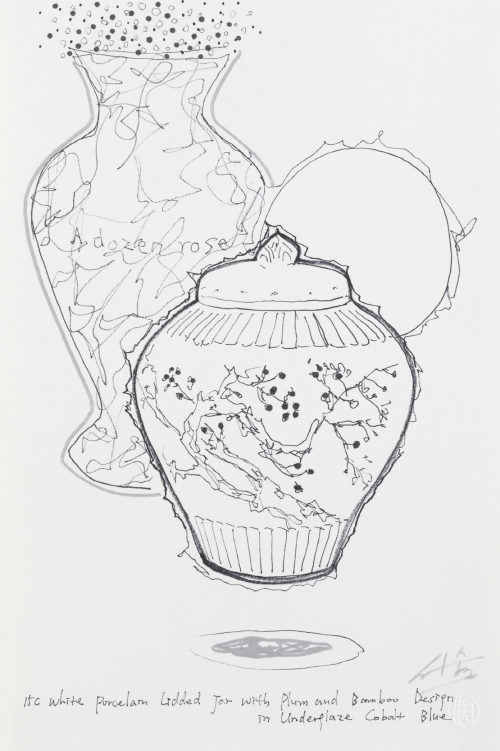 A dozen rose
15C White Porcelain Lidded Jar with Plum and Bamboo Design
in Underglaze Cobalt Blue